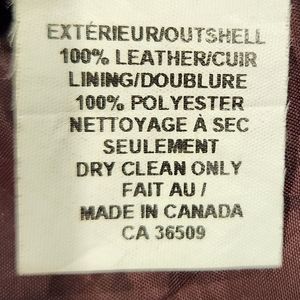 EXTÉRIEUR/OUTSHELL
100% LEATHER/CUIR
LINING/DOUBLURE
100% POLYESTER
NETTOYAGE À SEC
SEULEMENT
DRY CLEAN ONLY
FAIT AU /
MADE IN CANADA
CA 36509